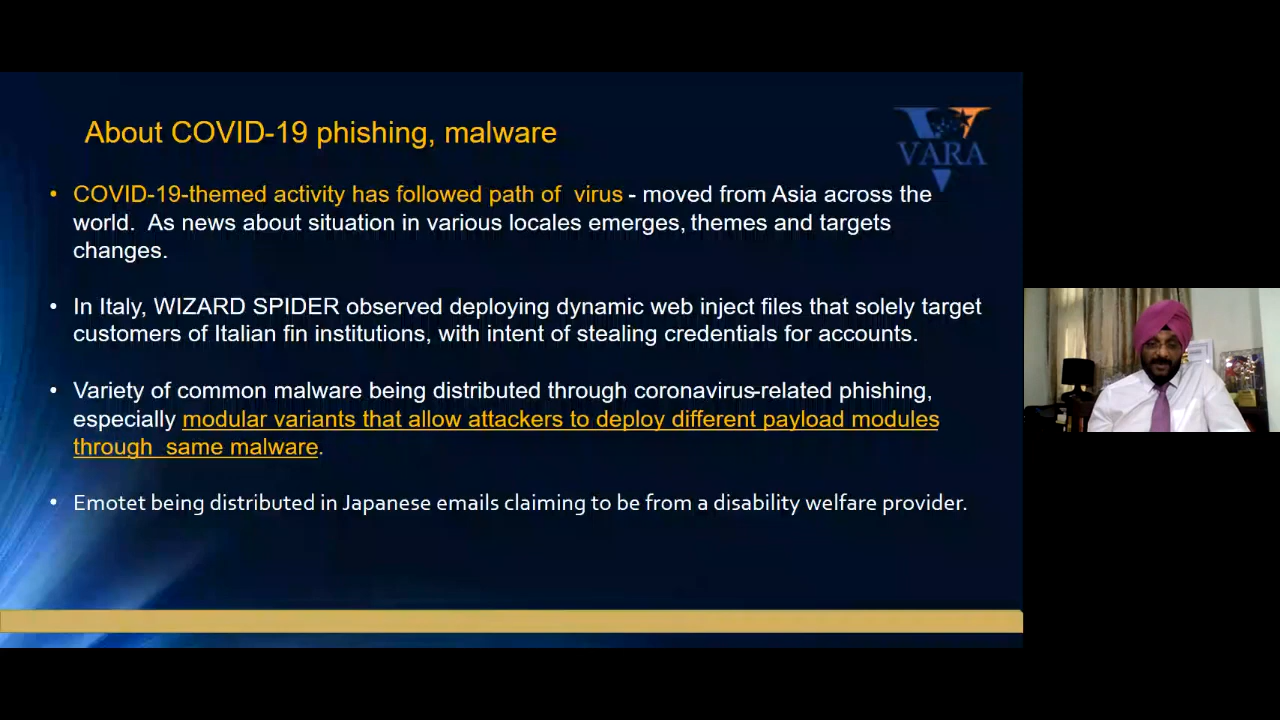 About COVID-19 phishing, malware
VARA
• COVID-19-themed activity has followed path of  virus - moved from Asia across the
world.  As news about situation in various locales emerges, themes and targets
changes.
• In Italy, WIZARD SPIDER observed deploying dynamic web inject files that solely target
customers of Italian fin institutions, with intent of stealing credentials for accounts.
• Variety of common malware being distributed through coronavirus-related phishing,
especially modular variants that allow attackers to deploy different payload modules
through  same malware.
• Emotet being distributed in Japanese emails claiming to be from a disability welfare provider.